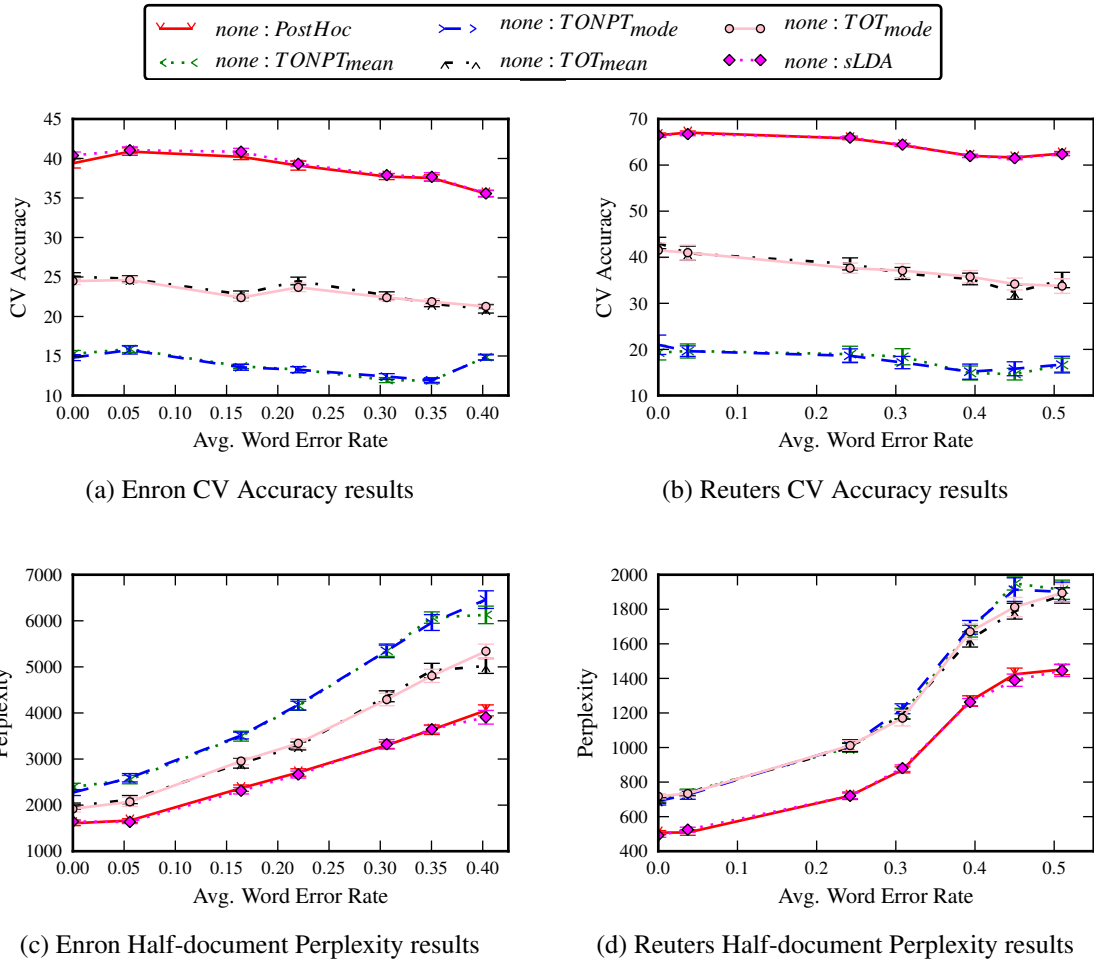 none : PostHoc none : TONPTmode none : TOTmode
none : TONPTmean none : TOTmean none : sLDA
45
40
35
30
25
20
15
10
CV Accuracy
0.00 0.05 0.10 0.15 0.20 0.25 0.30 0.35 0.40
Avg. Word Error Rate
(a) Enron CV Accuracy results
70
60
50
40
30
20
10
CV Accuracy
0.0 0.1 0.2 0.3 0.4 0.5
Avg. Word Error Rate
(b) Reuters CV Accuracy results
7000
6000
5000
4000
3000
2000
1000
Perplexity
0.00 0.05 0.10 0.15 0.20 0.25 0.30 0.35 0.40
Avg. Word Error Rate
(c) Enron Half-document Perplexity results
2000
1800
1600
1400
1200
1000
800
600
400
Perplexity
0.0 0.1 0.2 0.3 0.4 0.5
Avg. Word Error Rate
(d) Reuters Half-document Perplexity results